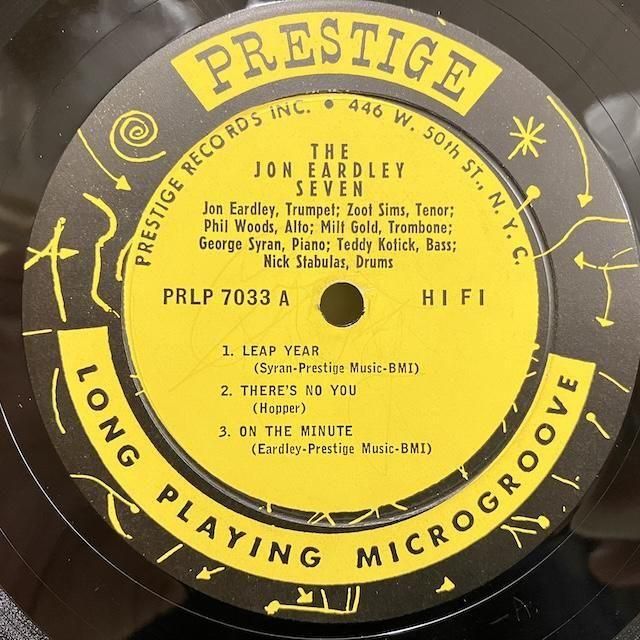 PRESTIGE
PRESTIGE RECORDS INC. • 446 W. 50th ST., N.Y.C.
THE
JON EARDLEY
SEVEN
Jon Eardley, Trumpet; Zoot Sims, Tenor;
Phil Woods, Alto; Milt Gold, Trombone;
George Syran, Piano; Teddy Kotick, Bass;
Nick Stabulas, Drums
PRLP 7033 A HI FI
1. LEAP YEAR
(Syran-Prestige Music-BMI)
2. THERE'S NO YOU
(Hopper)
3. ON THE MINUTE
(Eardley-Prestige Music-BMI)
LONG PLAYING MICROGROOVE